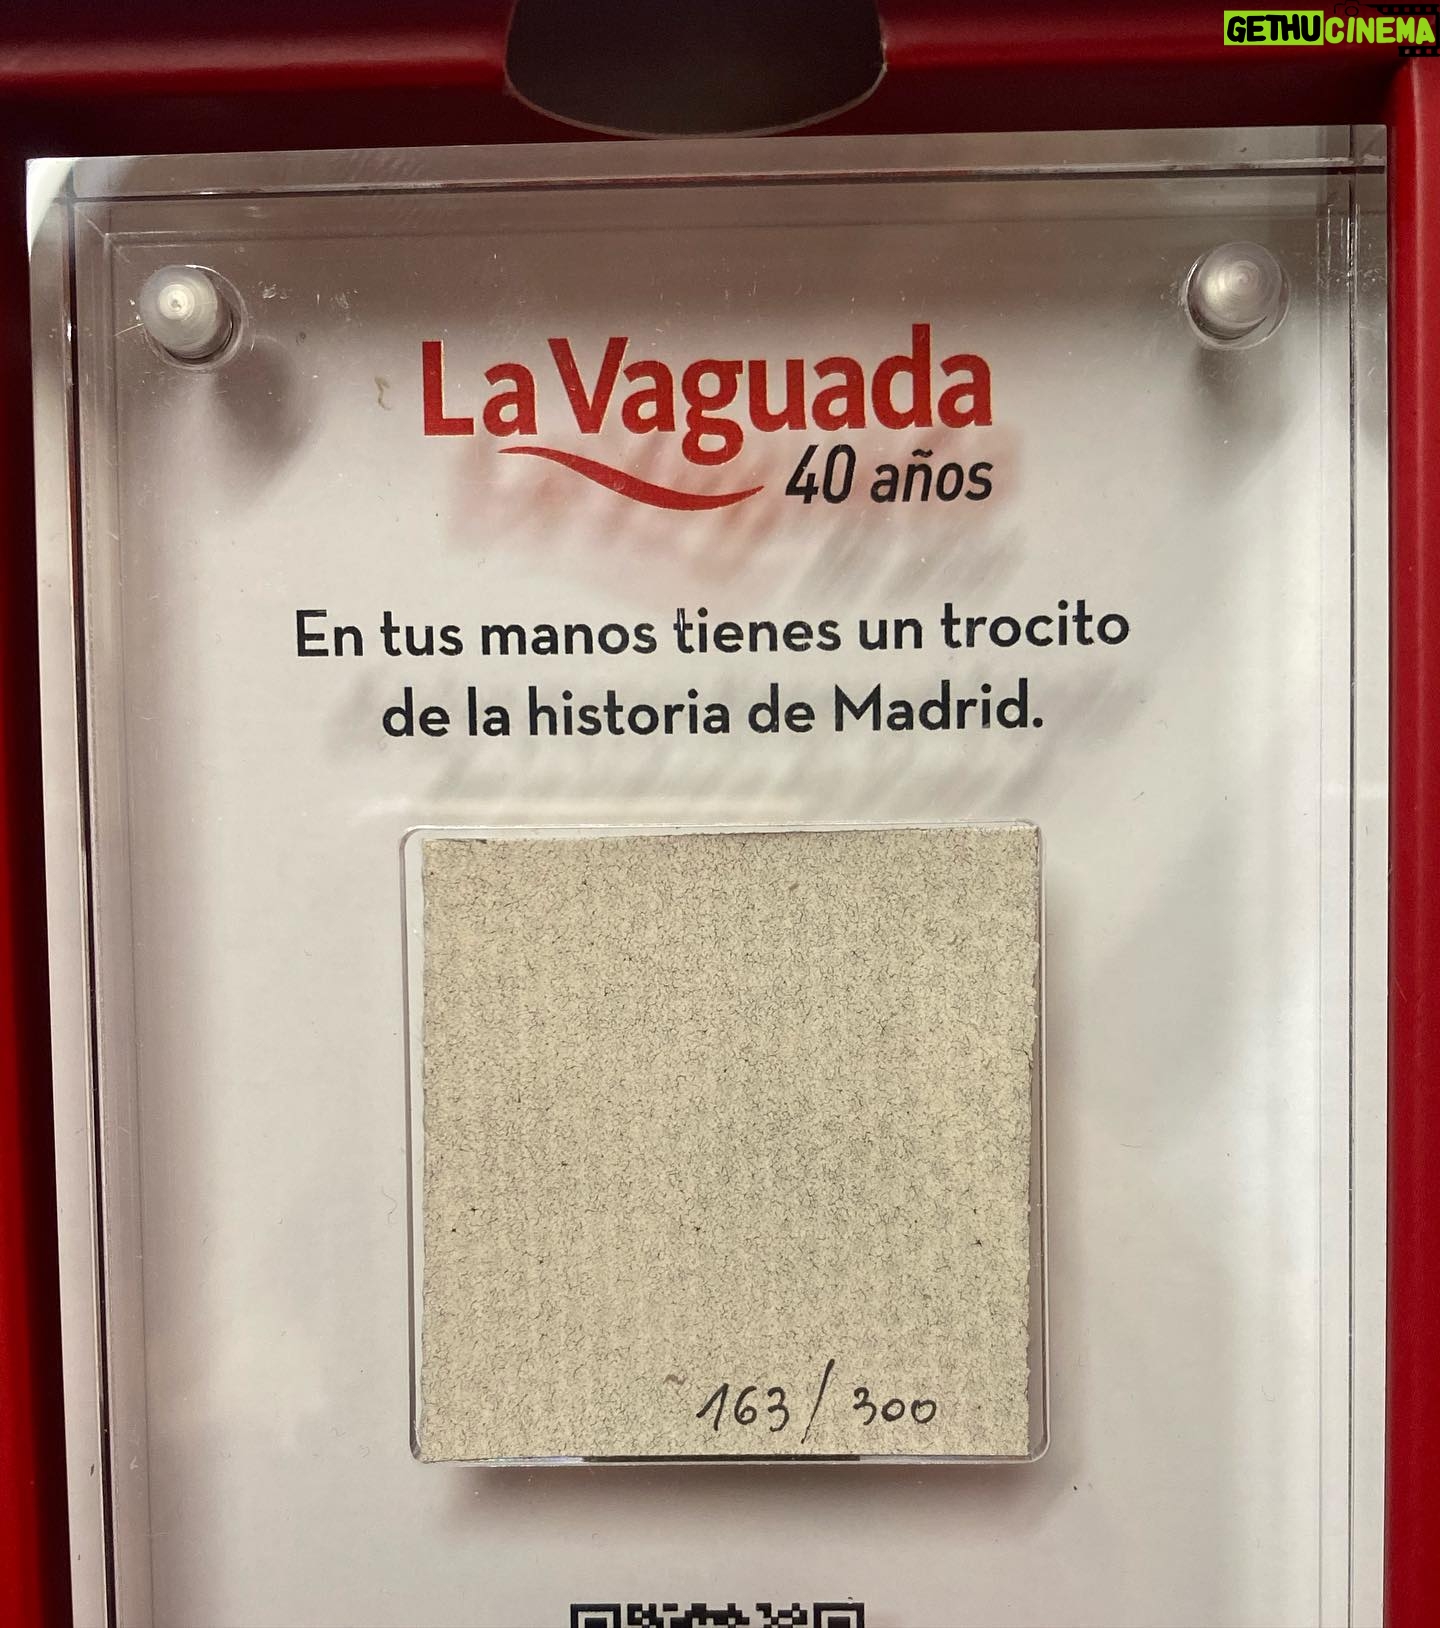 GETHUCINEMA
La Vaguada
40 años
En tus manos tienes un trocito
de la historia de Madrid.
163/300